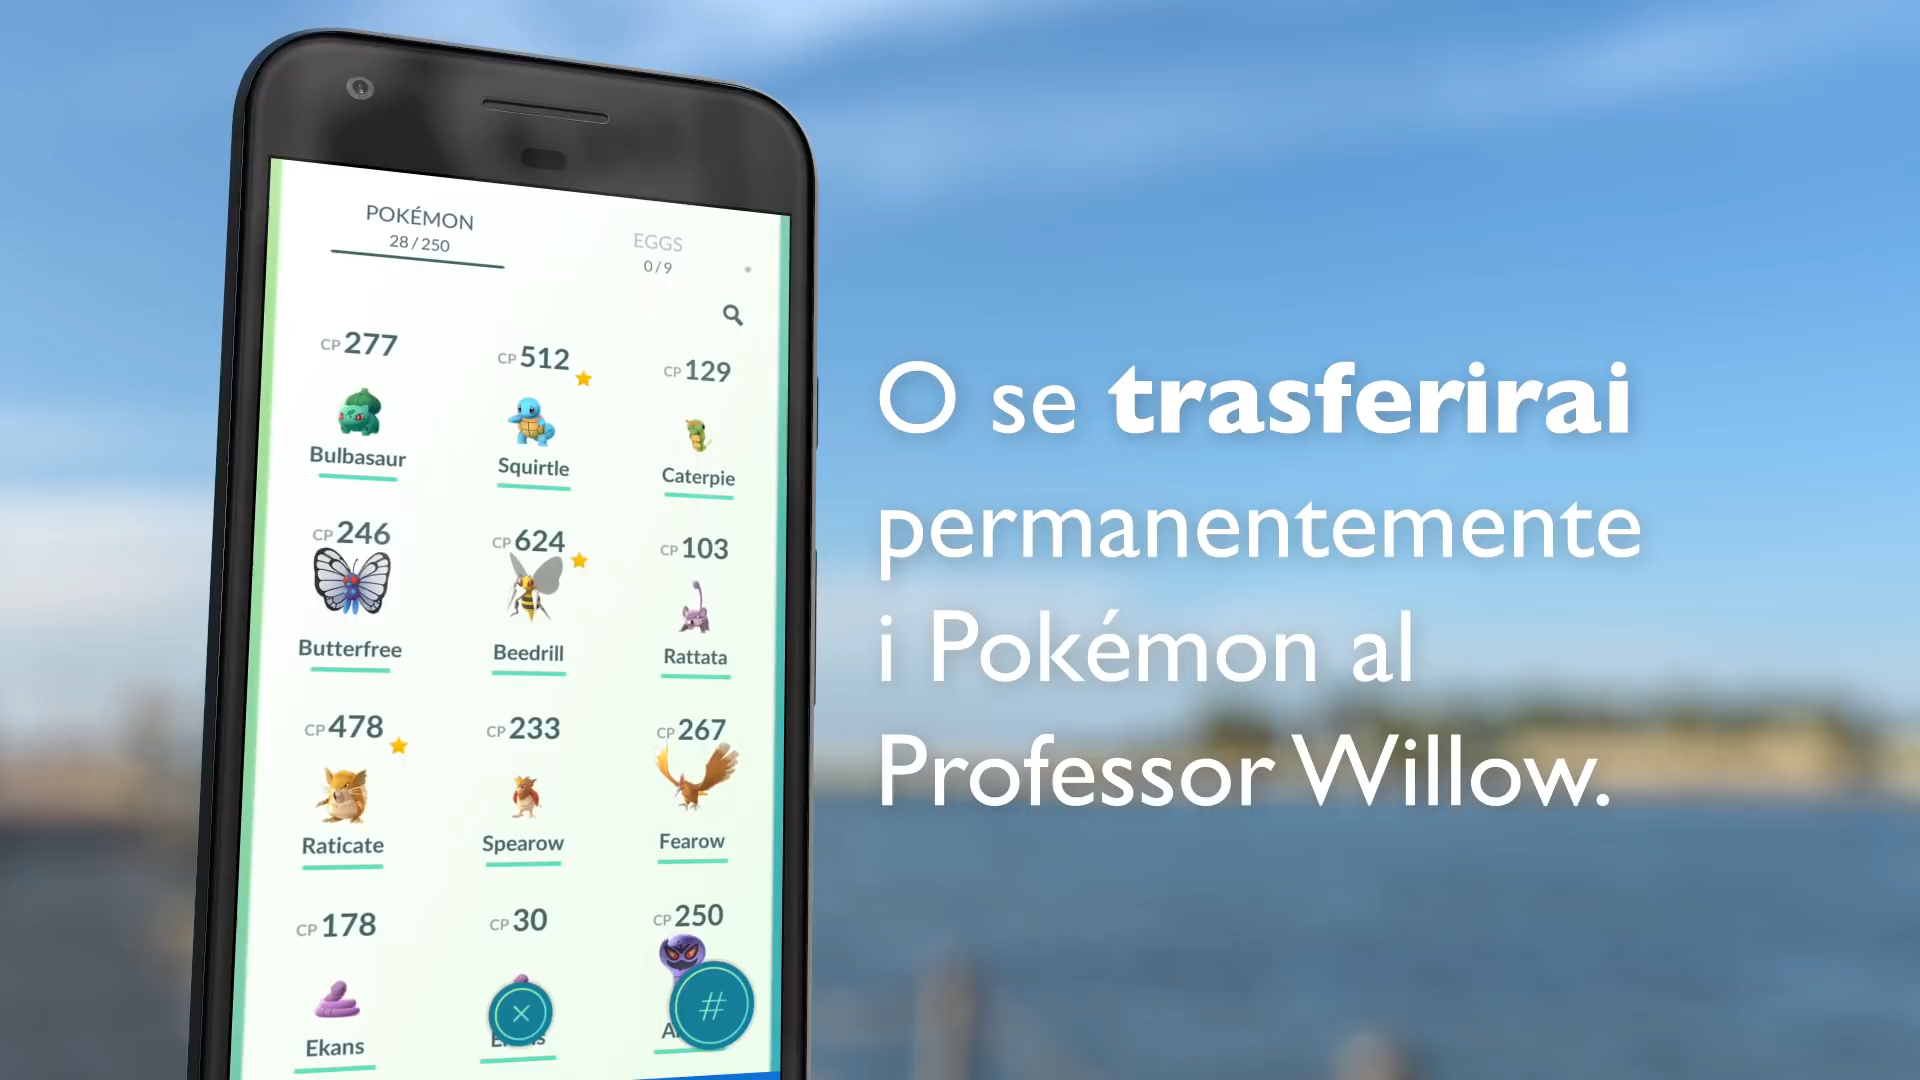 POKÉMON
28 / 250
EGGS
0 / 9
CP 277
CP 512
CP 129
Bulbasaur
Squirtle
Caterpie
CP 246
CP 624
CP 103
Butterfree
Beedrill
Rattata
CP 478
CP 233
CP 267
Raticate
Spearow
Fearow
CP 178
CP 30
CP 250
#
Ekans
O se trasferirai
permanentemente
i Pokémon al
Professor Willow.